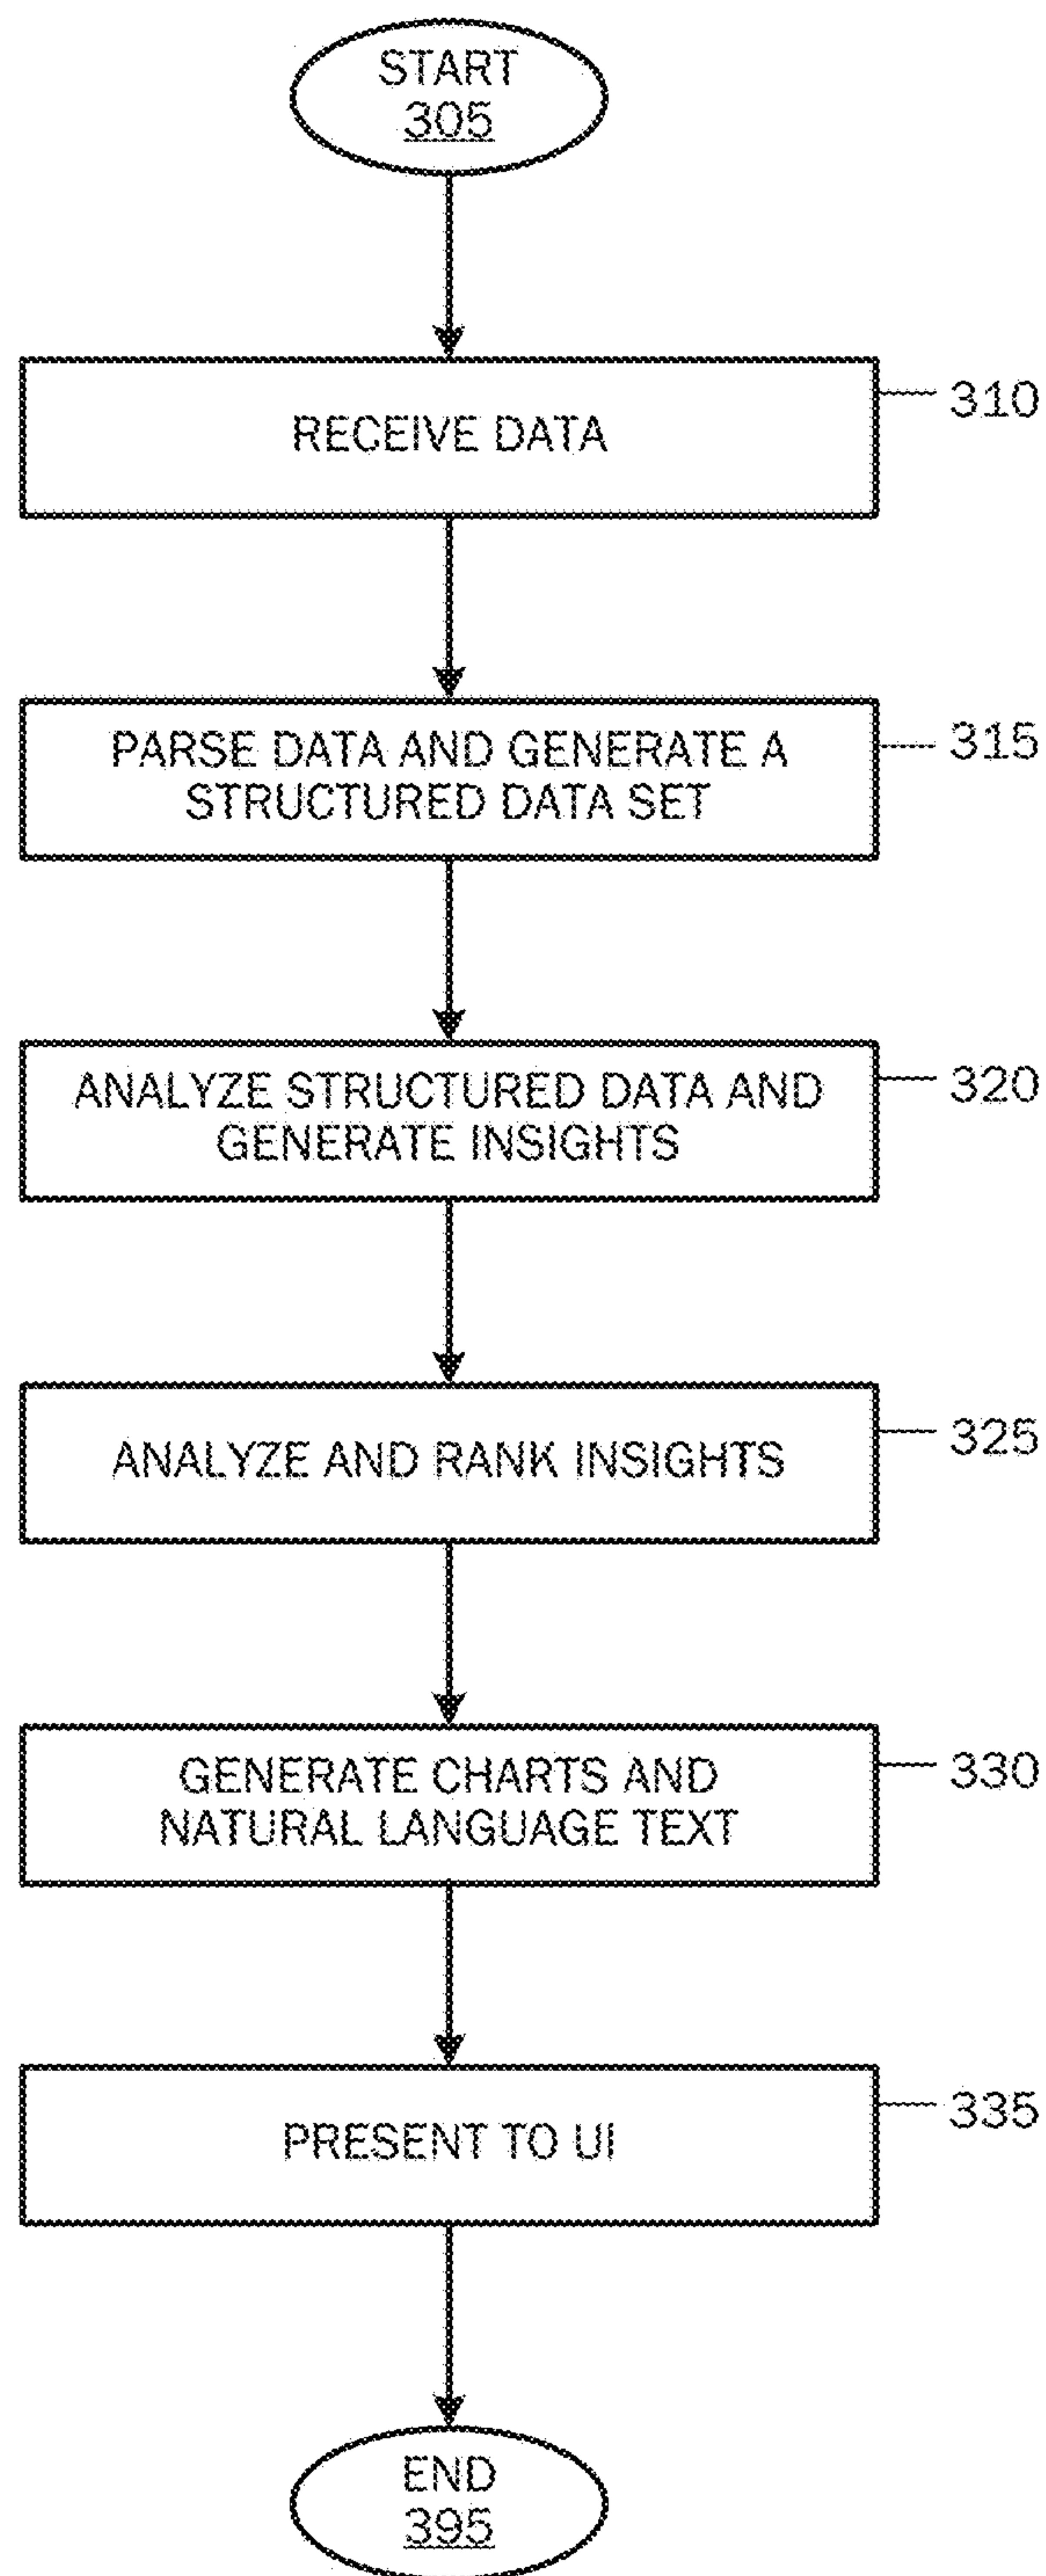 START
305
RECEIVE DATA
310
PARSE DATA AND GENERATE A
STRUCTURED DATA SET
315
ANALYZE STRUCTURED DATA AND
GENERATE INSIGHTS
320
ANALYZE AND RANK INSIGHTS
325
GENERATE CHARTS AND
NATURAL LANGUAGE TEXT
330
PRESENT TO UI
335
END
395